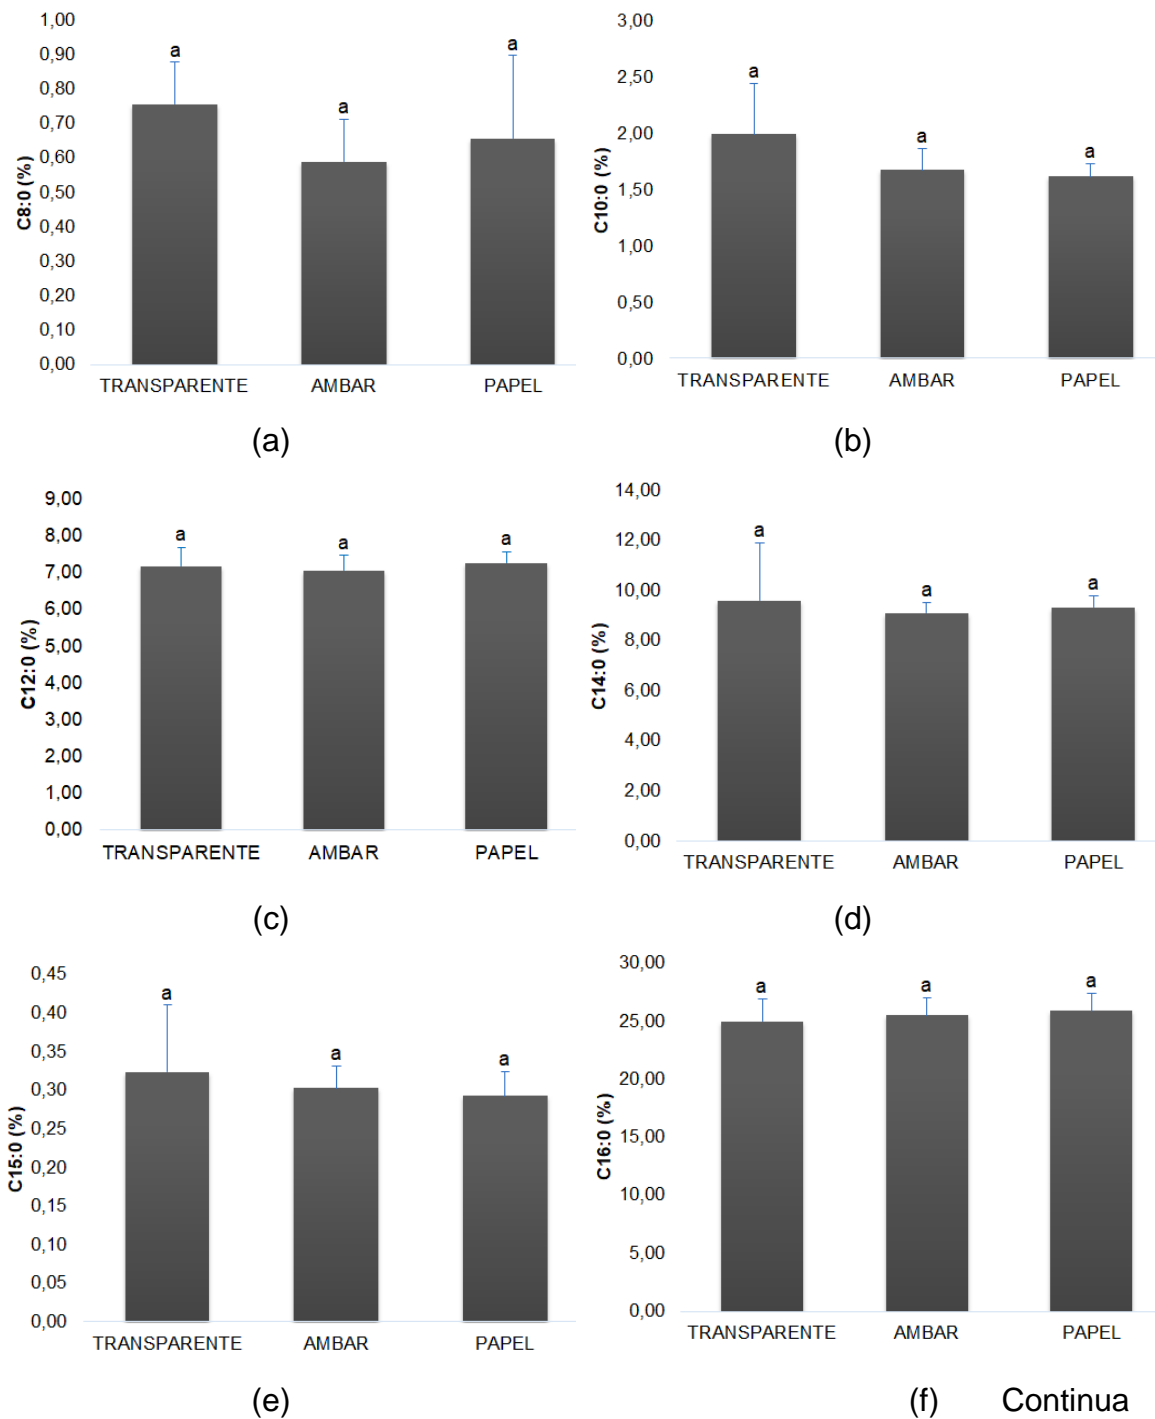 C8:0 (%)
1,00
0,90
0,80
0,70
0,60
0,50
0,40
0,30
0,20
0,10
0,00
a
a
a
TRANSPARENTE AMBAR PAPEL
(a)
C10:0 (%)
3,00
2,50
2,00
1,50
1,00
0,50
0,00
a
a
a
TRANSPARENTE AMBAR PAPEL
(b)
C12:0 (%)
9,00
8,00
7,00
6,00
5,00
4,00
3,00
2,00
1,00
0,00
a
a
a
TRANSPARENTE AMBAR PAPEL
(c)
C14:0 (%)
14,00
12,00
10,00
8,00
6,00
4,00
2,00
0,00
a
a
a
TRANSPARENTE AMBAR PAPEL
(d)
C15:0 (%)
0,45
0,40
0,35
0,30
0,25
0,20
0,15
0,10
0,05
0,00
a
a
a
TRANSPARENTE AMBAR PAPEL
(e)
C16:0 (%)
30,00
25,00
20,00
15,00
10,00
5,00
0,00
a
a
a
TRANSPARENTE AMBAR PAPEL
(f) Continua